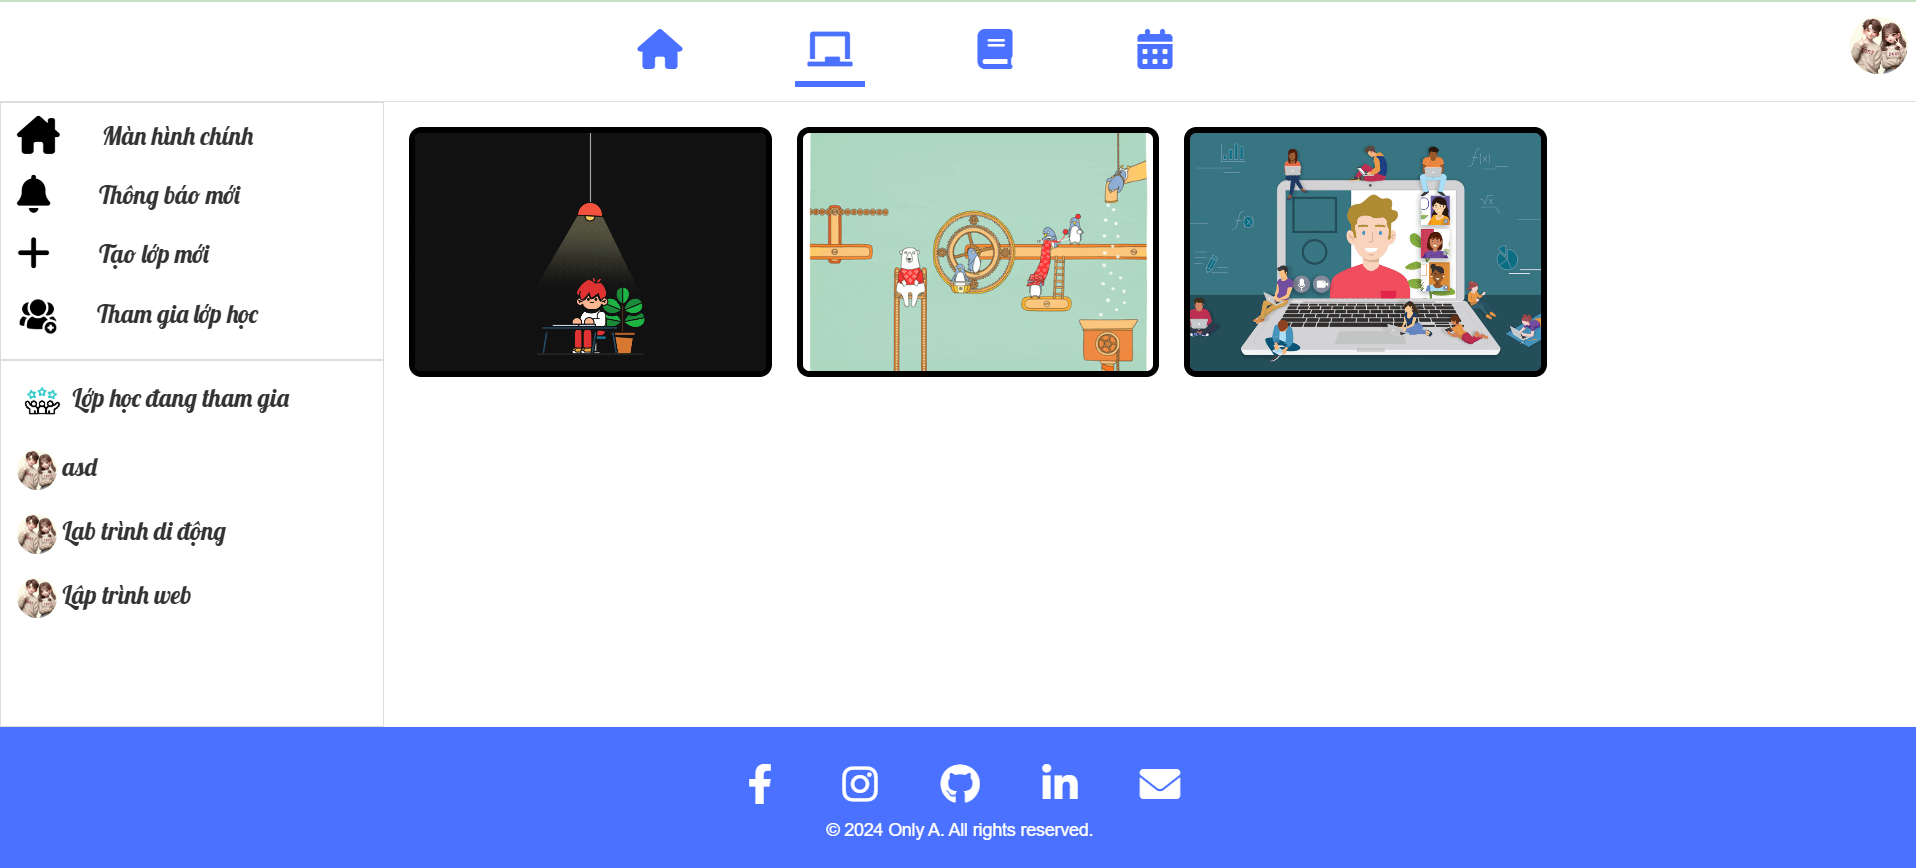 Màn hình chính
Thông báo mới
Tạo lớp mới
Tham gia lớp học
Lớp học đang tham gia
asd
Lab trình di động
Lập trình web
© 2024 Only A. All rights reserved.